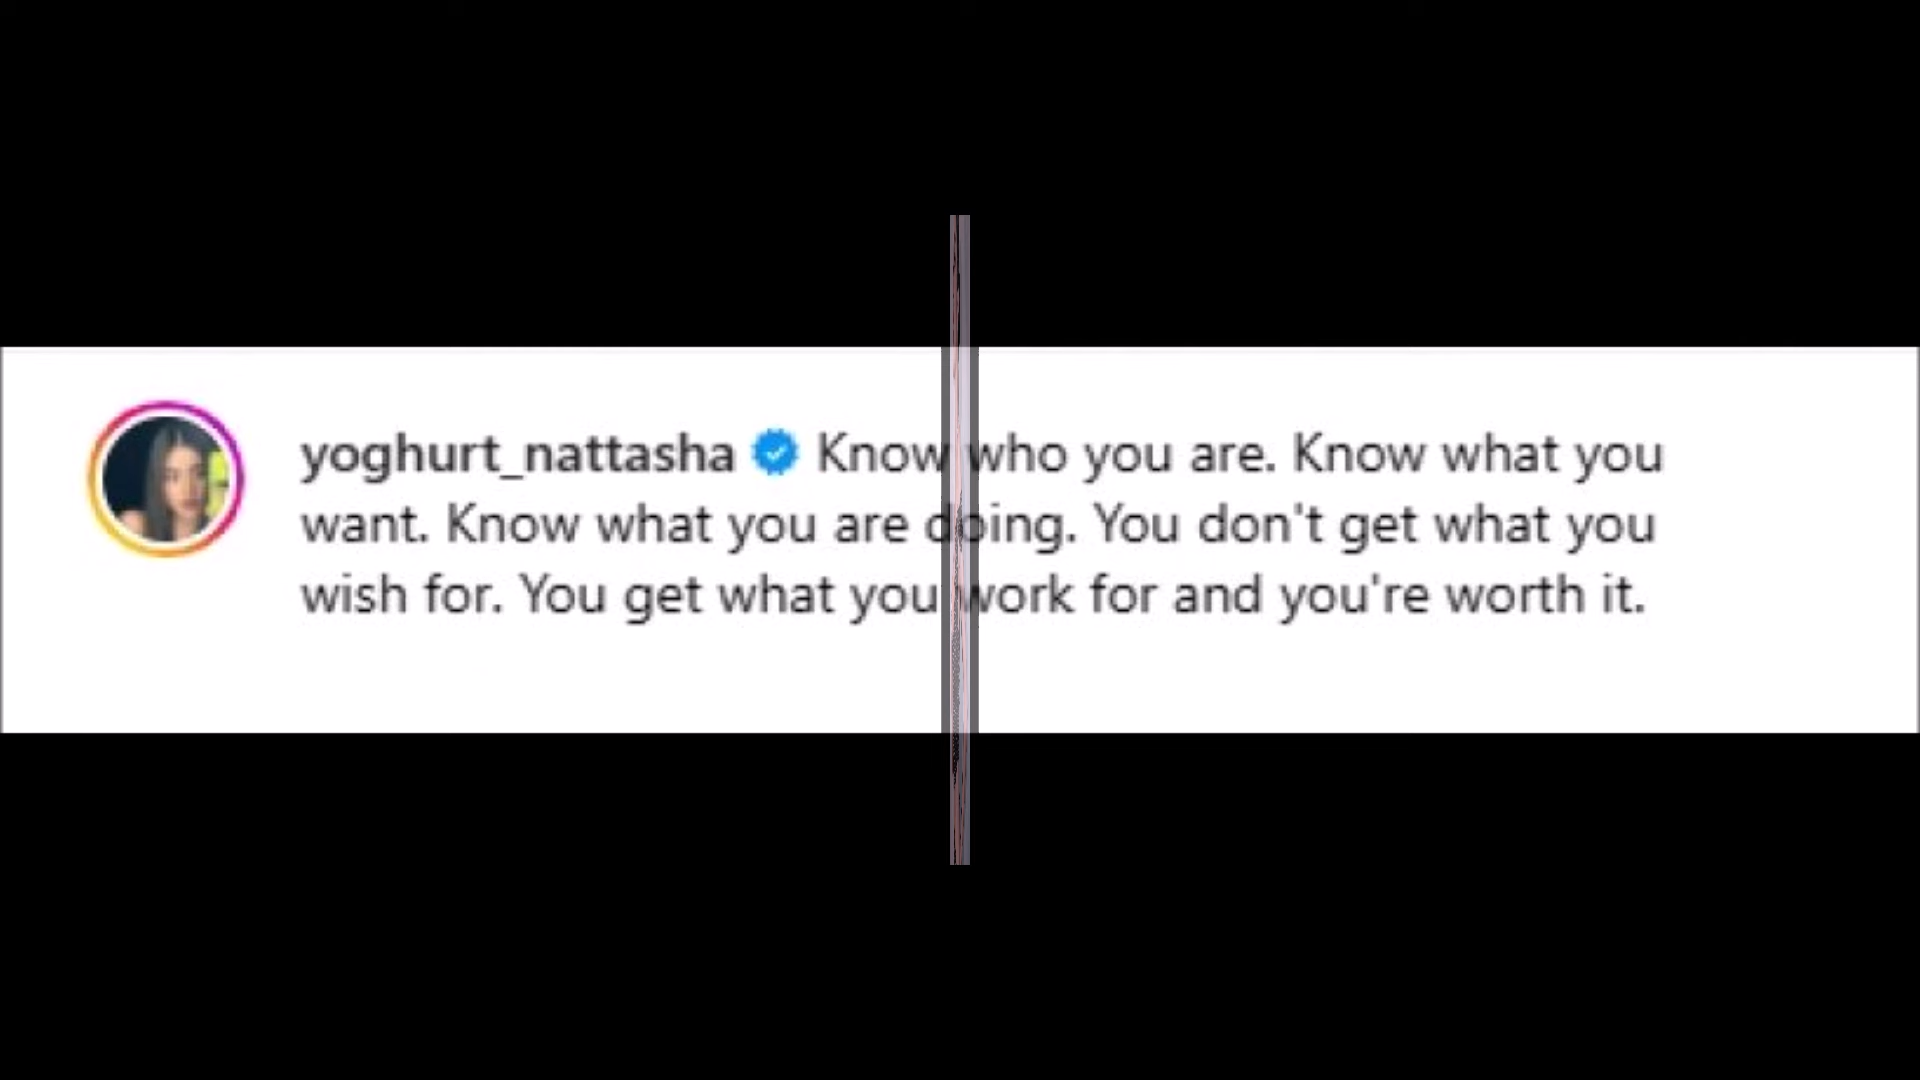 yoghurt_nattasha Know who you are. Know what you
want. Know what you are doing. You don't get what you
wish for. You get what you work for and you're worth it.